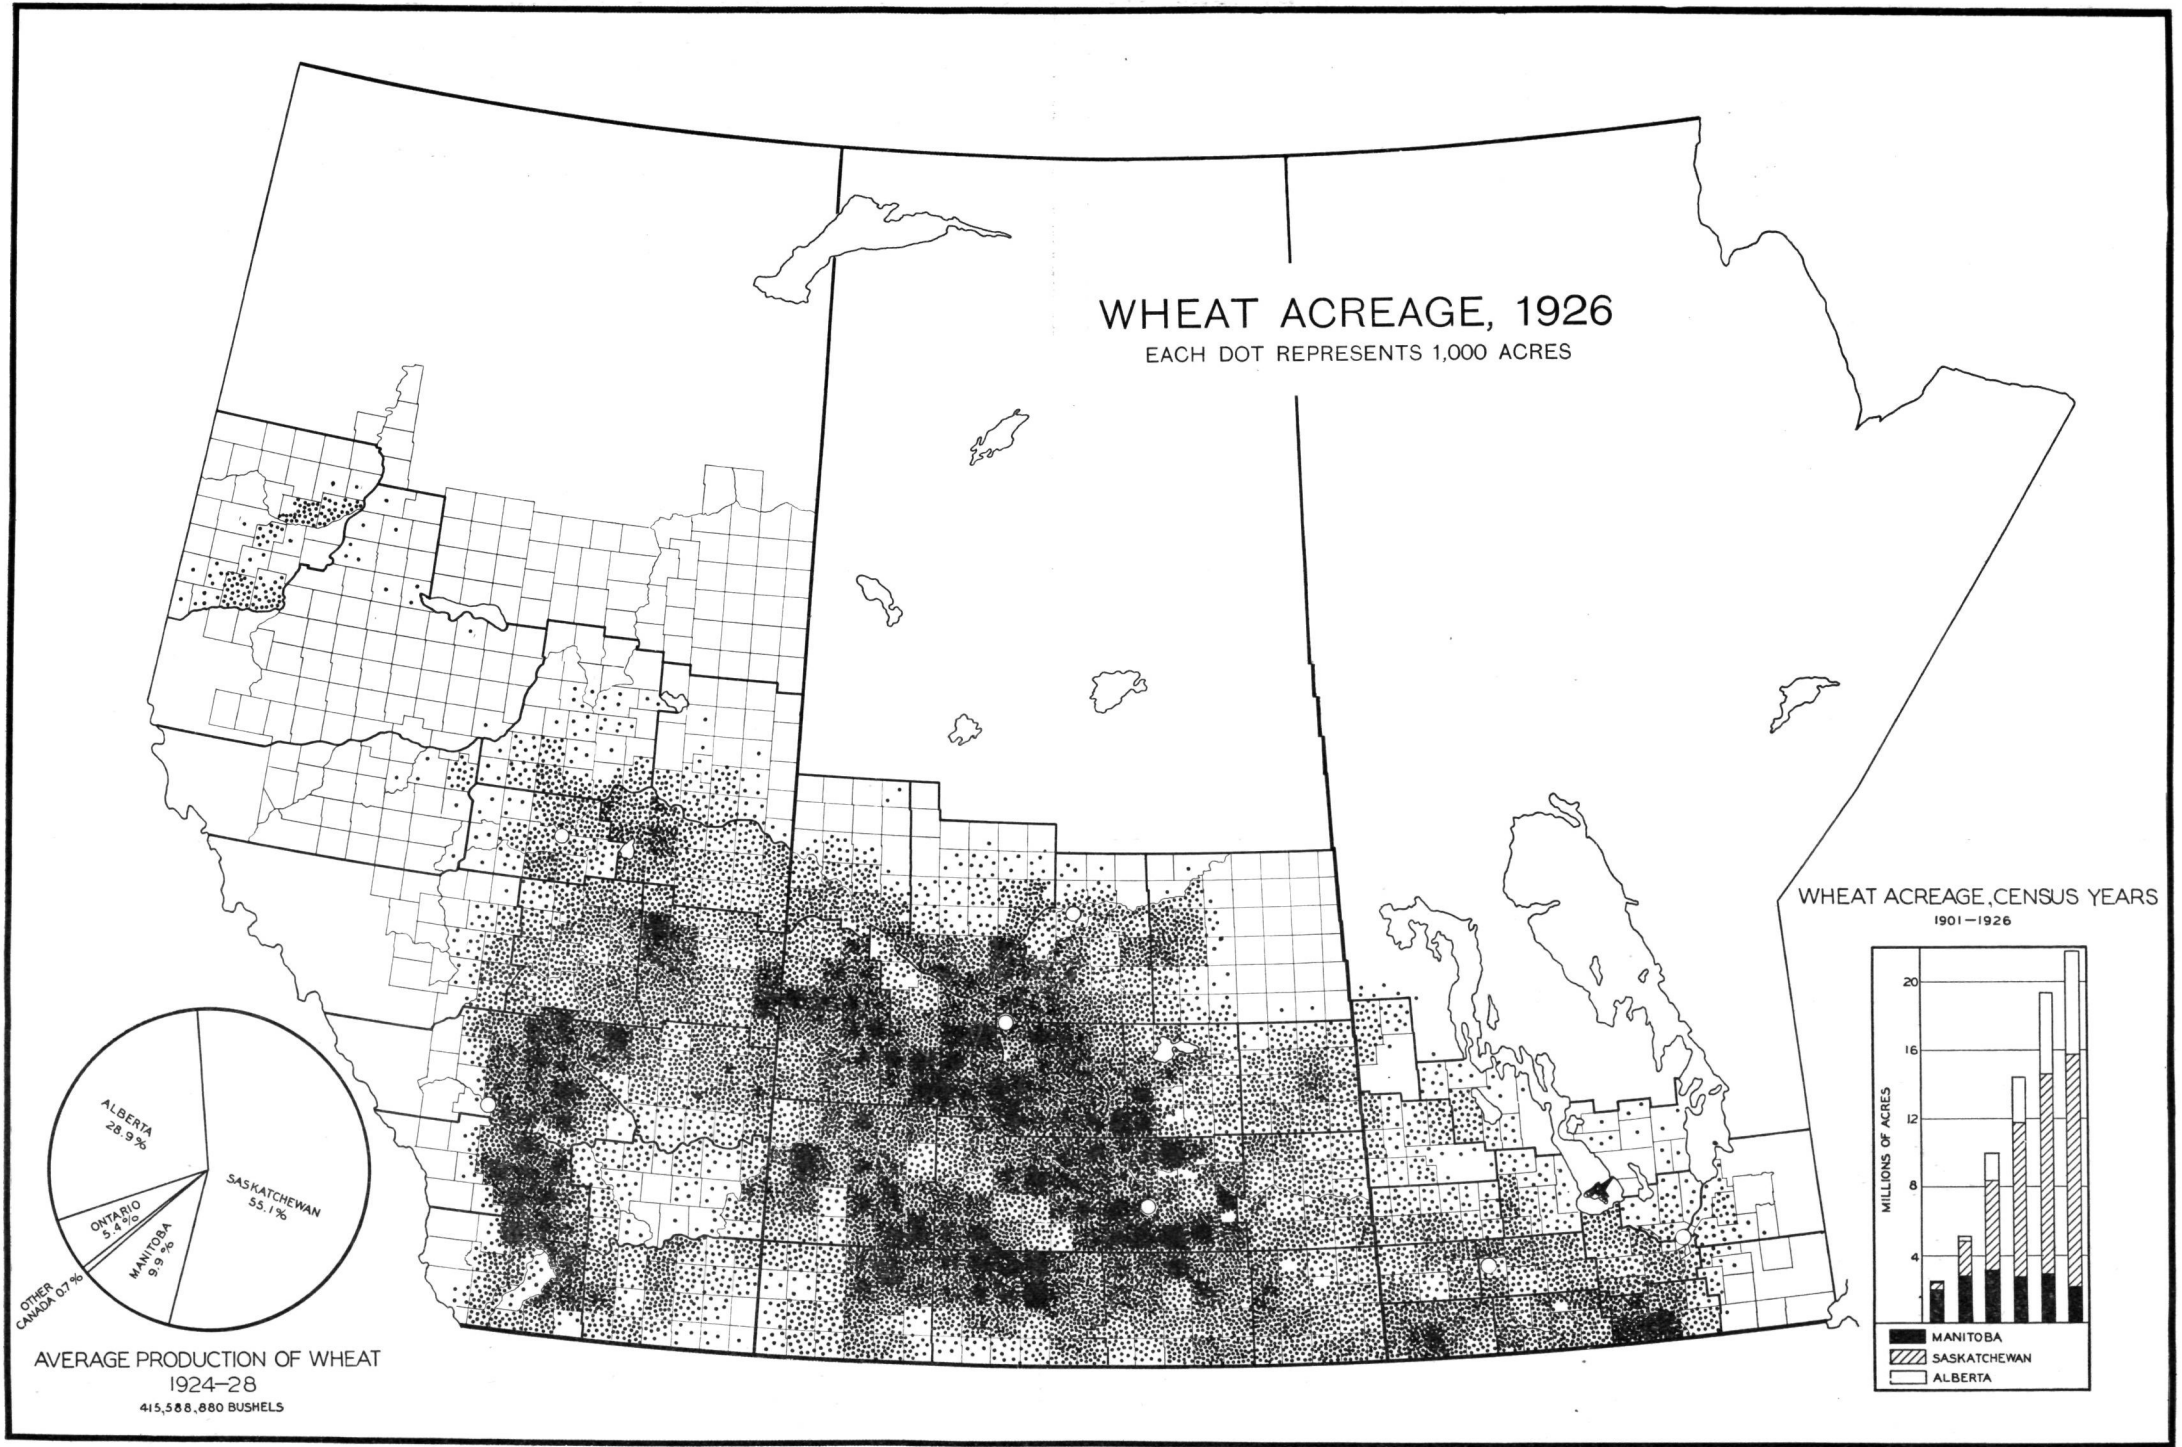 WHEAT ACREAGE, 1926
EACH DOT REPRESENTS 1,000 ACRES
WHEAT ACREAGE, CENSUS YEARS
1901–1926
MILLIONS OF ACRES
20
16
12
8
4
MANITOBA
SASKATCHEWAN
ALBERTA
ALBERTA
28.9%
SASKATCHEWAN
55.1%
ONTARIO
5.4%
MANITOBA
9.9%
OTHER
CANADA 0.7%
AVERAGE PRODUCTION OF WHEAT
1924–28
415,588,880 BUSHELS